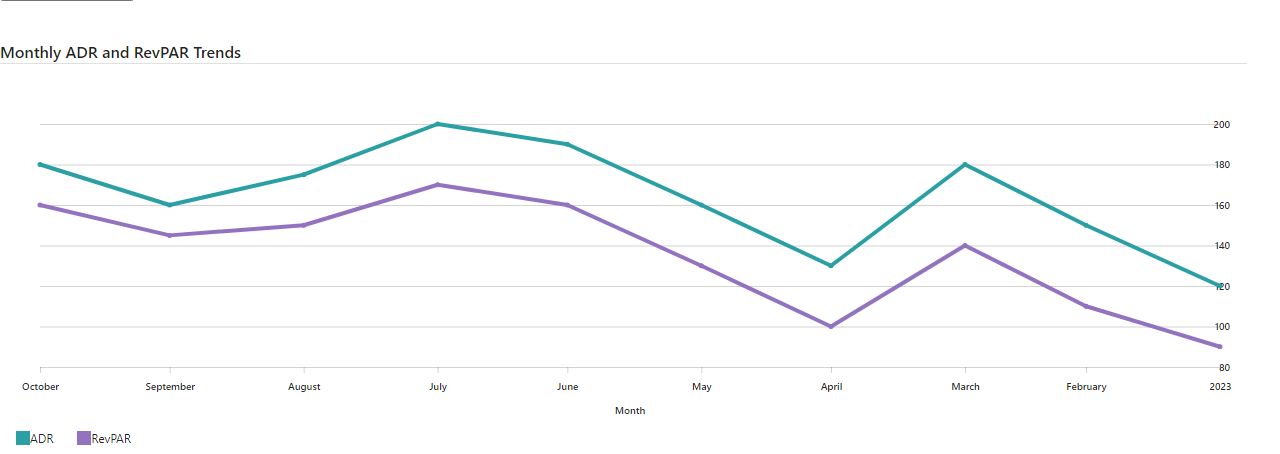 Monthly ADR and RevPAR Trends
200
180
160
140
120
100
80
October September August July June May April March February 2023
Month
ADR RevPAR